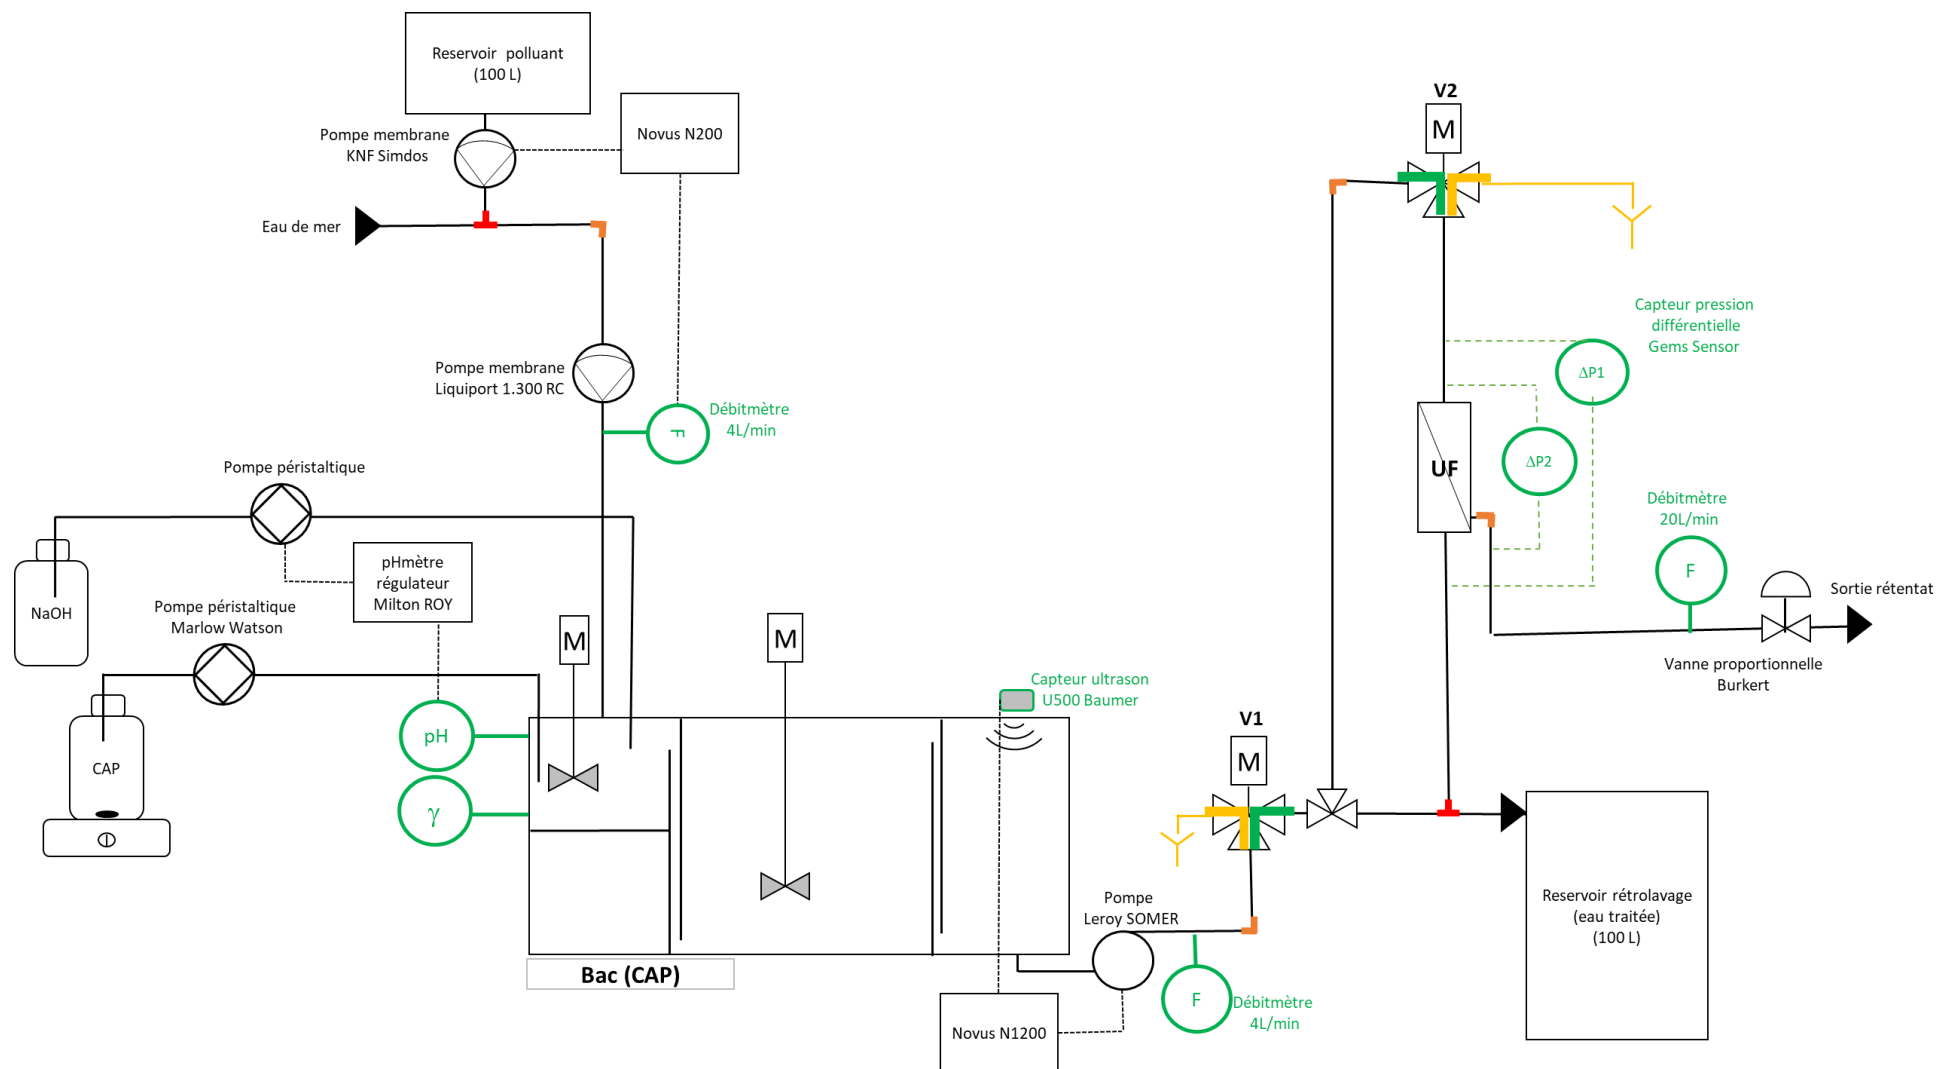 Reservoir polluant
(100 L)
Pompe membrane
KNF Simdos
Novus N200
Eau de mer
Pompe membrane
Liquiport 1.300 RC
F
Débitmètre
4L/min
Pompe péristaltique
NaOH
pHmètre
régulateur
Milton ROY
Pompe péristaltique
Marlow Watson
CAP
pH
γ
M
M
Capteur ultrason
U500 Baumer
Bac (CAP)
Novus N1200
Pompe
Leroy SOMER
F
Débitmètre
4L/min
V1
M
V2
M
Capteur pression
différentielle
Gems Sensor
ΔP1
ΔP2
UF
Débitmètre
20L/min
F
Sortie rétentat
Vanne proportionnelle
Burkert
Reservoir rétrolavage
(eau traitée)
(100 L)